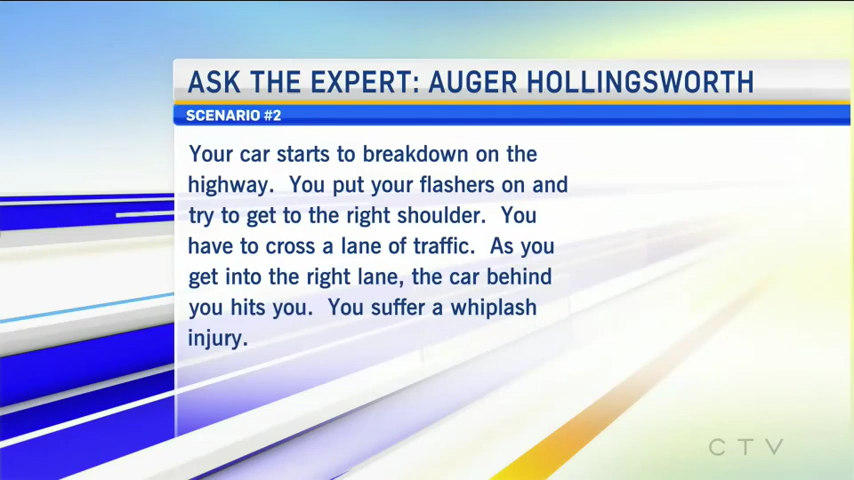 ASK THE EXPERT: AUGER HOLLINGSWORTH
SCENARIO #2
Your car starts to breakdown on the
highway.  You put your flashers on and
try to get to the right shoulder.  You
have to cross a lane of traffic.  As you
get into the right lane, the car behind
you hits you.  You suffer a whiplash
injury.
CTV